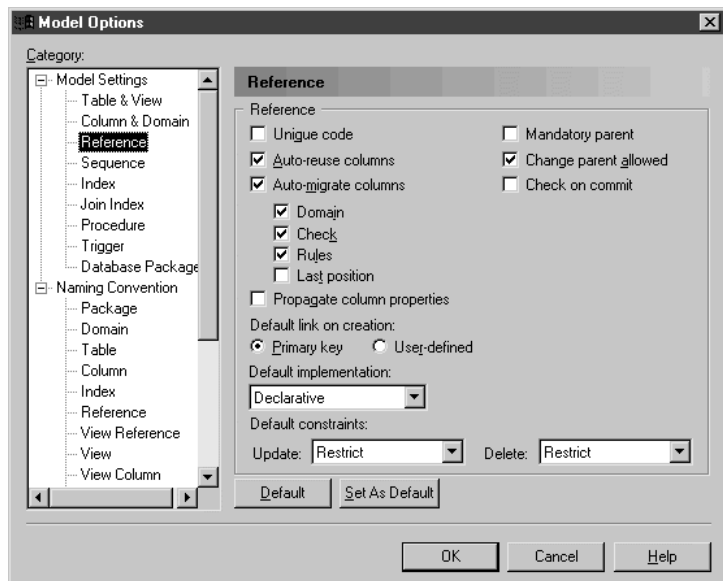 Model Options
Category:
Model Settings
Table & View
Column & Domain
Reference
Sequence
Index
Join Index
Procedure
Trigger
Database Package
Naming Convention
Package
Domain
Table
Column
Index
Reference
View Reference
View
View Column
Reference
Reference
Unique code
Mandatory parent
Auto-reuse columns
Change parent allowed
Auto-migrate columns
Check on commit
Domain
Check
Rules
Last position
Propagate column properties
Default link on creation:
Primary key
User-defined
Default implementation:
Declarative
Default constraints:
Update: Restrict
Delete: Restrict
Default
Set As Default
OK
Cancel
Help